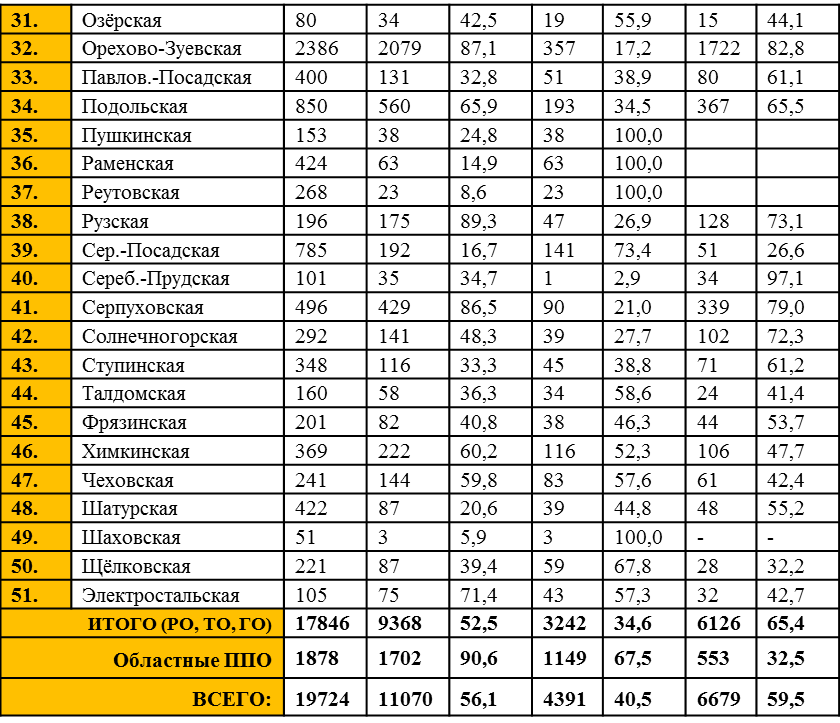 31. Озёрская 80 34 42,5 19 55,9 15 44,1
32. Орехово-Зуевская 2386 2079 87,1 357 17,2 1722 82,8
33. Павлов.-Посадская 400 131 32,8 51 38,9 80 61,1
34. Подольская 850 560 65,9 193 34,5 367 65,5
35. Пушкинская 153 38 24,8 38 100,0
36. Раменская 424 63 14,9 63 100,0
37. Реутовская 268 23 8,6 23 100,0
38. Рузская 196 175 89,3 47 26,9 128 73,1
39. Сер.-Посадская 785 192 16,7 141 73,4 51 26,6
40. Сереб.-Прудская 101 35 34,7 1 2,9 34 97,1
41. Серпуховская 496 429 86,5 90 21,0 339 79,0
42. Солнечногорская 292 141 48,3 39 27,7 102 72,3
43. Ступинская 348 116 33,3 45 38,8 71 61,2
44. Талдомская 160 58 36,3 34 58,6 24 41,4
45. Фрязинская 201 82 40,8 38 46,3 44 53,7
46. Химкинская 369 222 60,2 116 52,3 106 47,7
47. Чеховская 241 144 59,8 83 57,6 61 42,4
48. Шатурская 422 87 20,6 39 44,8 48 55,2
49. Шаховская 51 3 5,9 3 100,0 - -
50. Щёлковская 221 87 39,4 59 67,8 28 32,2
51. Электростальская 105 75 71,4 43 57,3 32 42,7
ИТОГО (РО, ТО, ГО) 17846 9368 52,5 3242 34,6 6126 65,4
Областные ППО 1878 1702 90,6 1149 67,5 553 32,5
ВСЕГО: 19724 11070 56,1 4391 40,5 6679 59,5